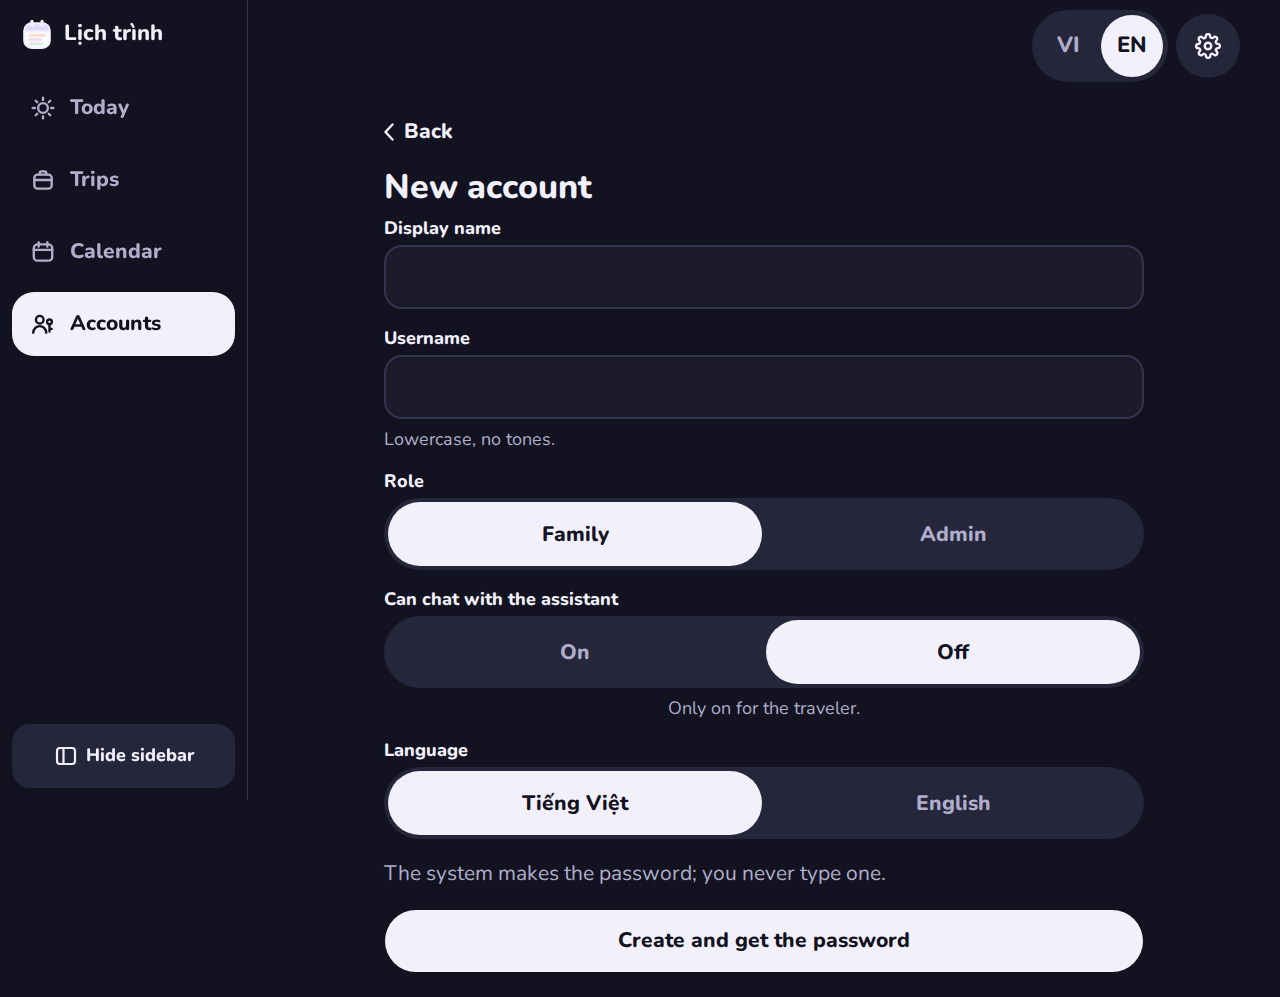 Lịch trình
Today
Trips
Calendar
Accounts
Hide sidebar
VI
EN
Back
New account
Display name
Username
Lowercase, no tones.
Role
Family
Admin
Can chat with the assistant
On
Off
Only on for the traveler.
Language
Tiếng Việt
English
The system makes the password; you never type one.
Create and get the password